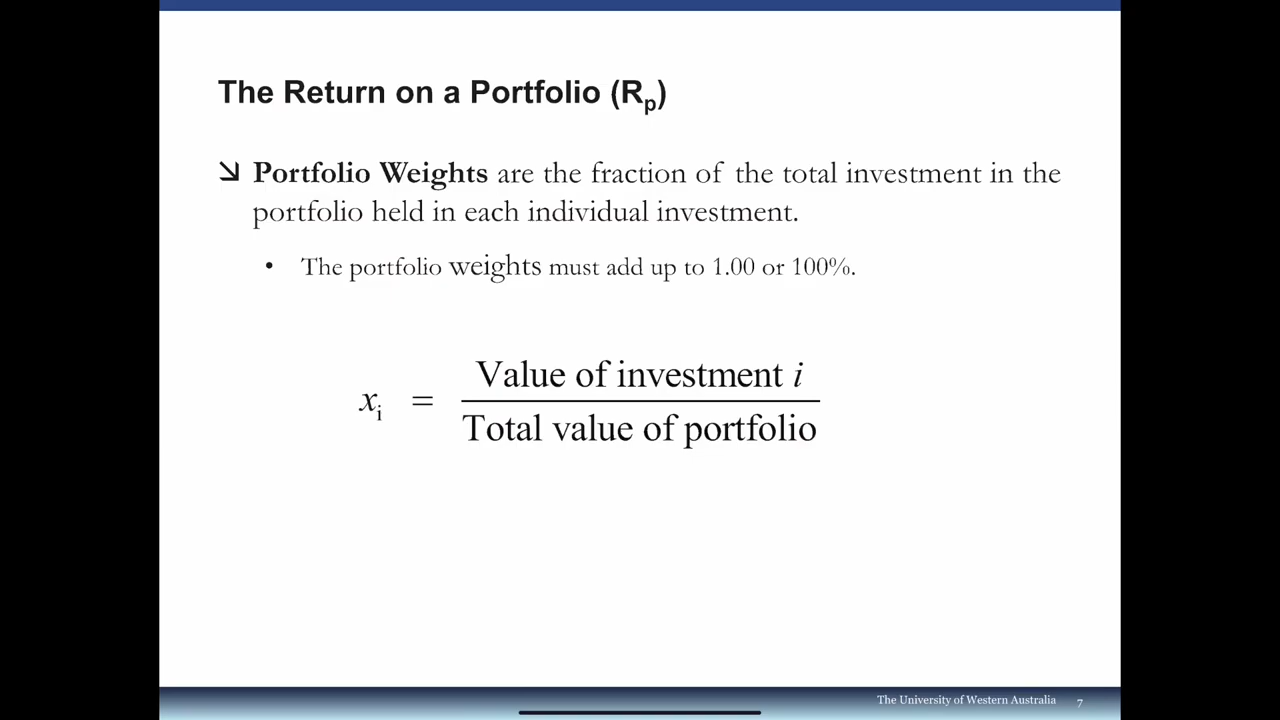 The Return on a Portfolio (Rp)
Portfolio Weights are the fraction of the total investment in the
portfolio held in each individual investment.
• The portfolio weights must add up to 1.00 or 100%.
xi = Value of investment i
Total value of portfolio
The University of Western Australia 7